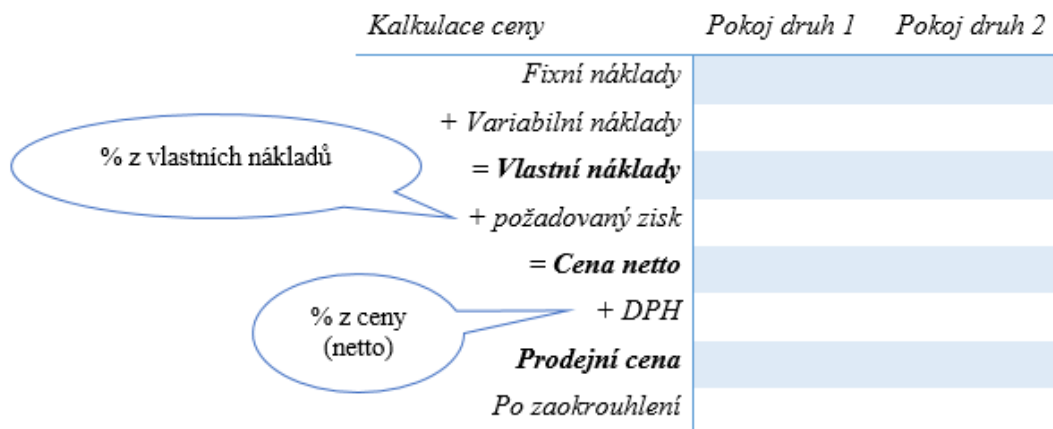 Kalkulace ceny Pokoj druh 1 Pokoj druh 2
Fixní náklady
+ Variabilní náklady
% z vlastních nákladů
= Vlastní náklady
+ požadovaný zisk
= Cena netto
+ DPH
% z ceny
(netto)
Prodejní cena
Po zaokrouhlení